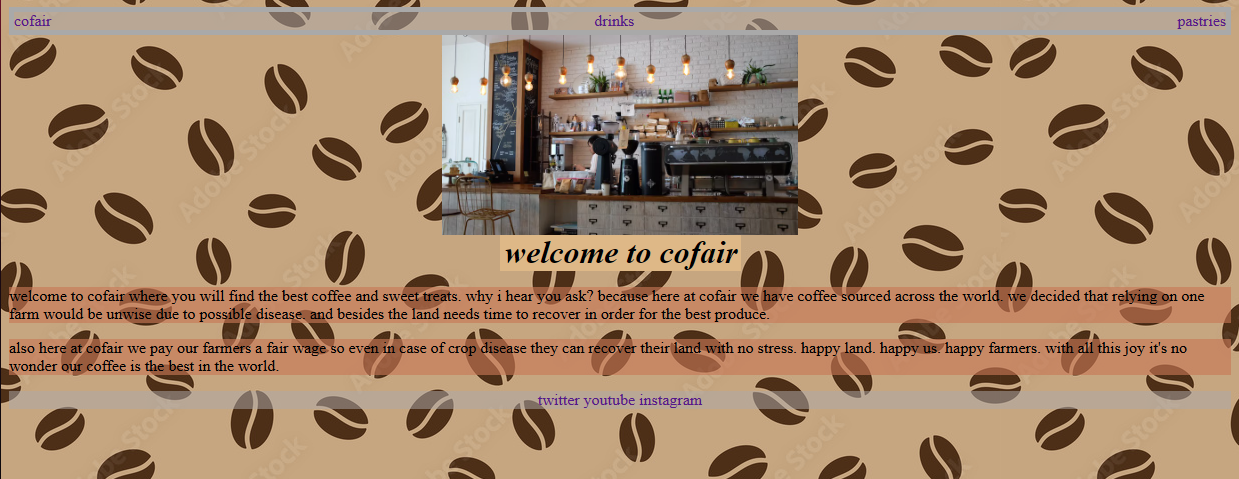 cofair drinks pastries
welcome to cofair
welcome to cofair where you will find the best coffee and sweet treats. why i hear you ask? because here at cofair we have coffee sourced across the world. we decided that relying on one
farm would be unwise due to possible disease. and besides the land needs time to recover in order for the best produce.
also here at cofair we pay our farmers a fair wage so even in case of crop disease they can recover their land with no stress. happy land. happy us. happy farmers. with all this joy it's no
wonder our coffee is the best in the world.
twitter youtube instagram
Adobe Stock